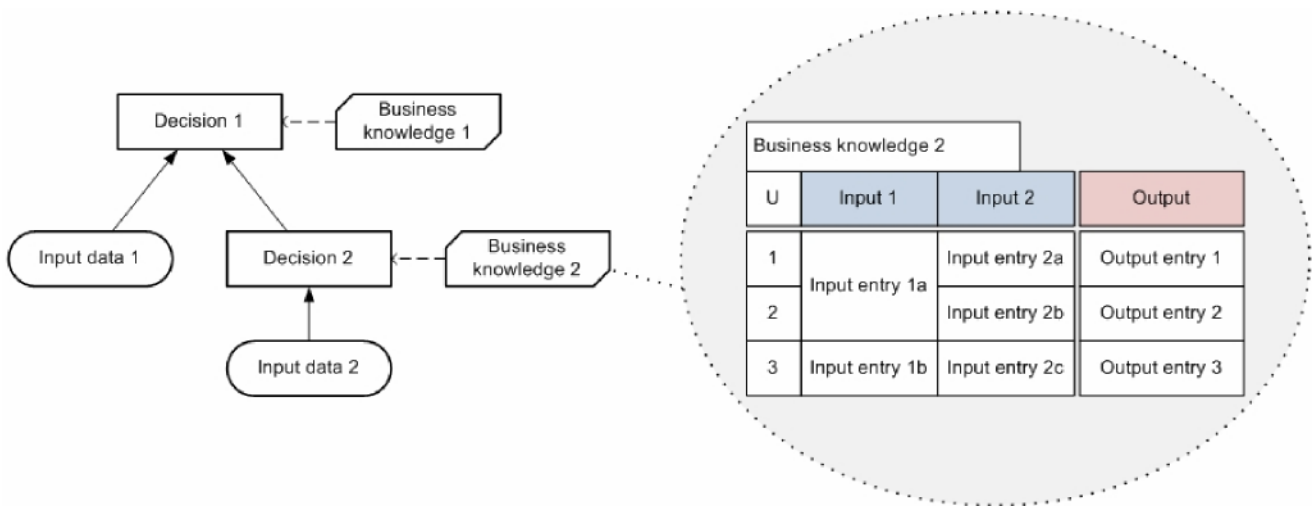 Decision 1
Business
knowledge 1
Input data 1
Decision 2
Business
knowledge 2
Input data 2
Business knowledge 2
U Input 1 Input 2 Output
1 Input entry 2a Output entry 1
Input entry 1a
2 Input entry 2b Output entry 2
3 Input entry 1b Input entry 2c Output entry 3